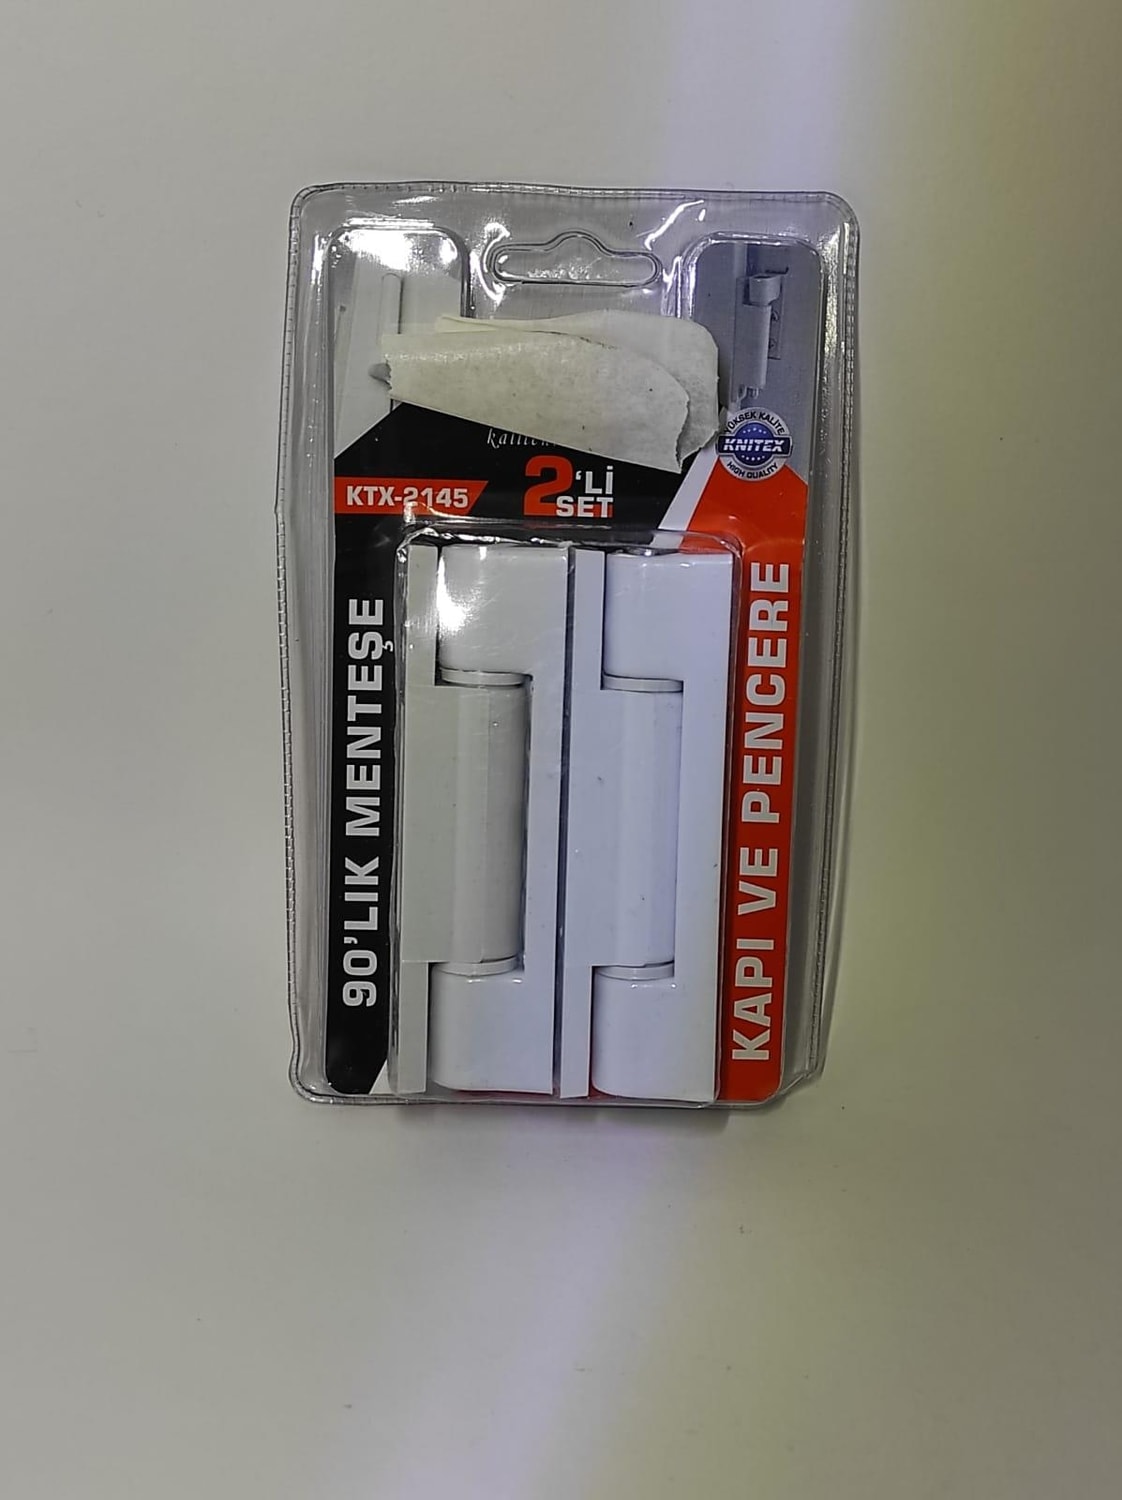 KTX-2145
2'Lİ
SET
YÜKSEK KALİTE
KNITEX
HIGH QUALITY
90'LIK MENTEŞE
KAPI VE PENCERE